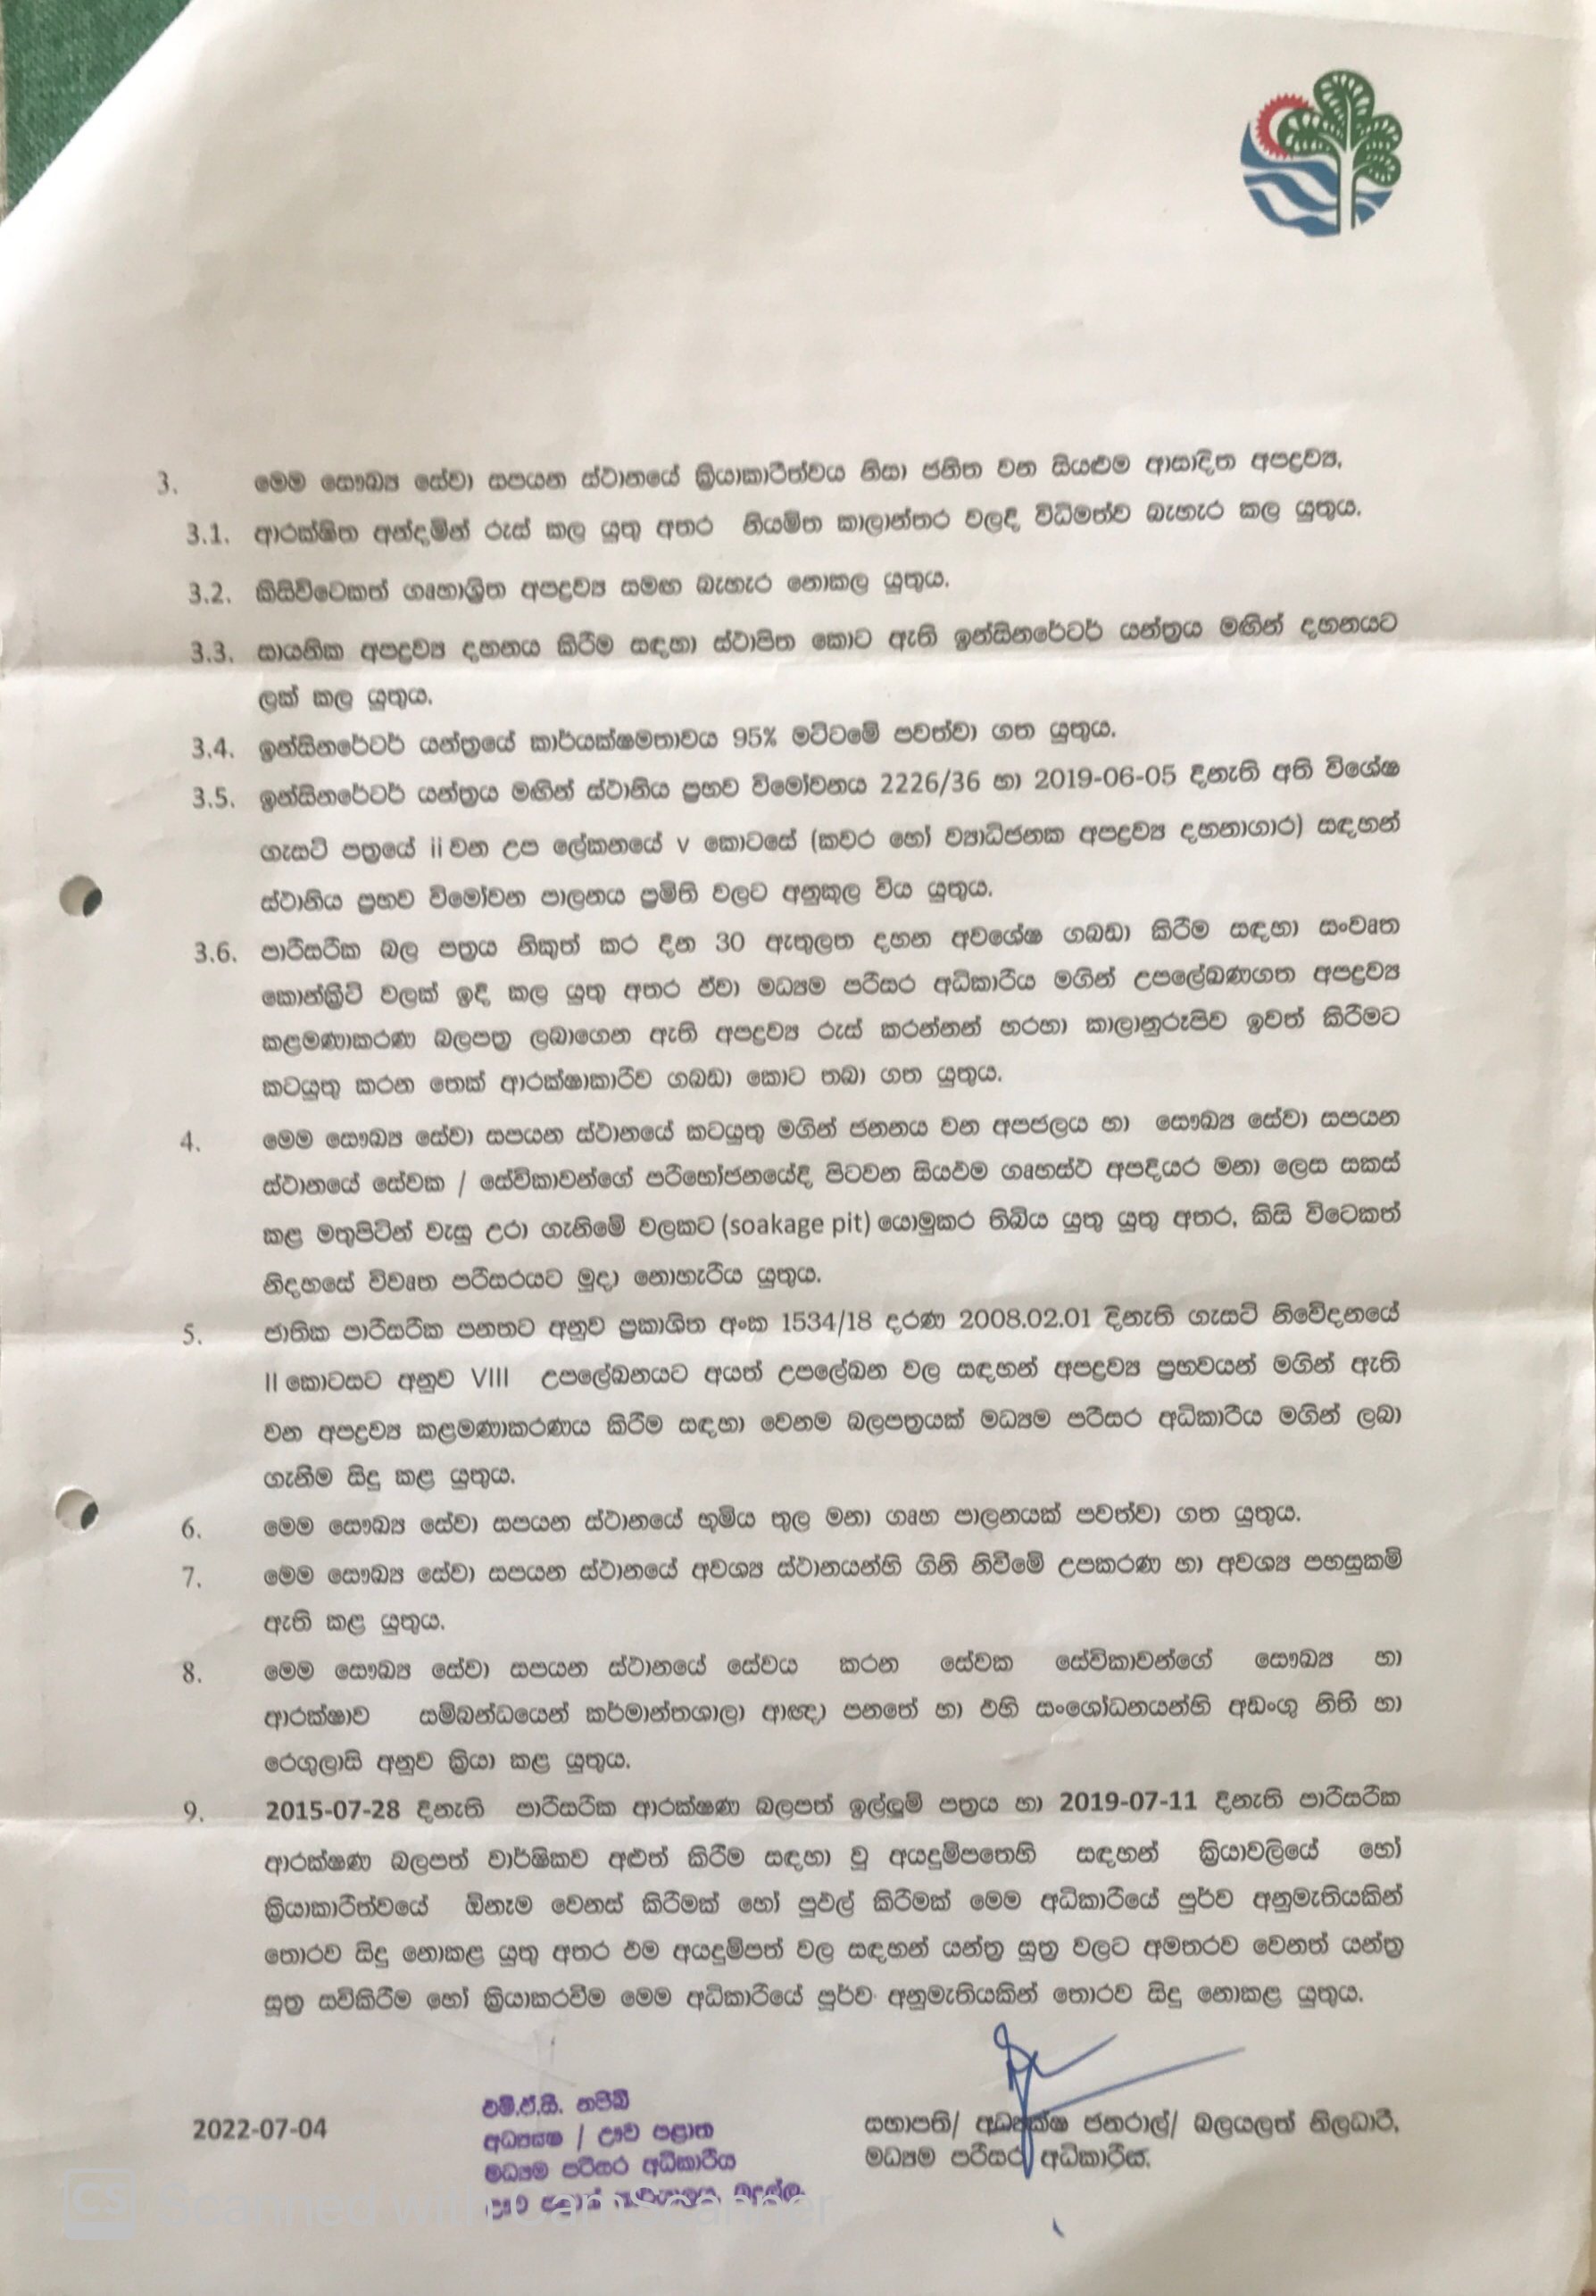 3. මෙම සෞඛ්‍ය සේවා සපයන ස්ථානයේ ක්‍රියාකාරීත්වය නිසා ජනිත වන සියළුම ආසාදිත අපද්‍රව්‍ය,
3.1. ආරක්ෂිත අන්දමින් රුස් කල යුතු අතර නියමිත කාලාන්තර වලදී විධිමත්ව බැහැර කල යුතුය.
3.2. කිසිවිටෙකත් ගෘහාශ්‍රිත අපද්‍රව්‍ය සමඟ බැහැර නොකල යුතුය.
3.3. සායනික අපද්‍රව්‍ය දහනය කිරීම සඳහා ස්ථාපිත කොට ඇති ඉන්සිනරේටර් යන්ත්‍රය මඟින් දහනයට
ලක් කල යුතුය.
3.4. ඉන්සිනරේටර් යන්ත්‍රයේ කාර්යක්ෂමතාවය 95% මට්ටමේ පවත්වා ගත යුතුය.
3.5. ඉන්සිනරේටර් යන්ත්‍රය මඟින් ස්ථානීය ප්‍රභව විමෝචනය 2226/36 හා 2019-06-05 දිනැති අති විශේෂ
ගැසට් පත්‍රයේ ii වන උප ලේකනයේ v කොටසේ (කවර හෝ ව්‍යාධිජනක අපද්‍රව්‍ය දහනාගාර) සඳහන්
ස්ථානීය ප්‍රභව විමෝචන පාලනය ප්‍රමිති වලට අනුකූල විය යුතුය.
3.6. පාරිසරික බල පත්‍රය නිකුත් කර දින 30 ඇතුලත දහන අවශේෂ ගබඩා කිරීම සඳහා සංවෘත
කොන්ක්‍රීට් වලක් ඉදි කල යුතු අතර ඒවා මධ්‍යම පරිසර අධිකාරිය මගින් උපලේඛණගත අපද්‍රව්‍ය
කළමණාකරණ බලපත්‍ර ලබාගෙන ඇති අපද්‍රව්‍ය රුස් කරන්නන් හරහා කාලානුරූපිව ඉවත් කිරීමට
කටයුතු කරන තෙක් ආරක්ෂාකාරීව ගබඩා කොට තබා ගත යුතුය.
4. මෙම සෞඛ්‍ය සේවා සපයන ස්ථානයේ කටයුතු මගින් ජනනය වන අපජලය හා සෞඛ්‍ය සේවා සපයන
ස්ථානයේ සේවක / සේවිකාවන්ගේ පරිභෝජනයේදී පිටවන සියළුම ගෘහස්ථ අපදියර මනා ලෙස සකස්
කළ මතුපිටින් වැසූ උරා ගැනීමේ වලකට (soakage pit) යොමුකර තිබිය යුතු යුතු අතර, කිසි විටෙකත්
නිදහසේ විවෘත පරිසරයට මුදා නොහැරිය යුතුය.
5. ජාතික පාරිසරික පනතට අනුව ප්‍රකාශිත අංක 1534/18 දරණ 2008.02.01 දිනැති ගැසට් නිවේදනයේ
II කොටසට අනුව VIII උපලේඛනයට අයත් උපලේඛන වල සඳහන් අපද්‍රව්‍ය ප්‍රභවයන් මගින් ඇති
වන අපද්‍රව්‍ය කළමණාකරණය කිරීම සඳහා වෙනම බලපත්‍රයක් මධ්‍යම පරිසර අධිකාරිය මගින් ලබා
ගැනීම සිදු කළ යුතුය.
6. මෙම සෞඛ්‍ය සේවා සපයන ස්ථානයේ භූමිය තුල මනා ගෘහ පාලනයක් පවත්වා ගත යුතුය.
7. මෙම සෞඛ්‍ය සේවා සපයන ස්ථානයේ අවශ්‍ය ස්ථානයන්හි ගිනි නිවීමේ උපකරණ හා අවශ්‍ය පහසුකම්
ඇති කළ යුතුය.
8. මෙම සෞඛ්‍ය සේවා සපයන ස්ථානයේ සේවය කරන සේවක සේවිකාවන්ගේ සෞඛ්‍ය හා
ආරක්ෂාව සම්බන්ධයෙන් කර්මාන්තශාලා ආඥා පනතේ හා එහි සංශෝධනයන්හි අඩංගු නීති හා
රෙගුලාසි අනුව ක්‍රියා කළ යුතුය.
9. 2015-07-28 දිනැති පාරිසරික ආරක්ෂණ බලපත් ඉල්ලුම් පත්‍රය හා 2019-07-11 දිනැති පාරිසරික
ආරක්ෂණ බලපත් වාර්ෂිකව අළුත් කිරීම සඳහා වූ අයදුම්පතෙහි සඳහන් ක්‍රියාවලියේ හෝ
ක්‍රියාකාරීත්වයේ ඕනෑම වෙනස් කිරීමක් හෝ පුළුල් කිරීමක් මෙම අධිකාරියේ පූර්ව අනුමැතියකින්
තොරව සිදු නොකළ යුතු අතර එම අයදුම්පත් වල සඳහන් යන්ත්‍ර සූත්‍ර වලට අමතරව වෙනත් යන්ත්‍ර
සූත්‍ර සවිකිරීම හෝ ක්‍රියාකරවීම මෙම අධිකාරියේ පූර්ව අනුමැතියකින් තොරව සිදු නොකළ යුතුය.
2022-07-04
එම්.ඒ.සී. නජීබ්
අධ්‍යක්ෂ / ඌව පළාත
මධ්‍යම පරිසර අධිකාරිය
සභාපති/ අධ්‍යක්ෂ ජනරාල්/ බලයලත් නිලධාරී,
මධ්‍යම පරිසර අධිකාරිය.
CS Scanned with CamScanner